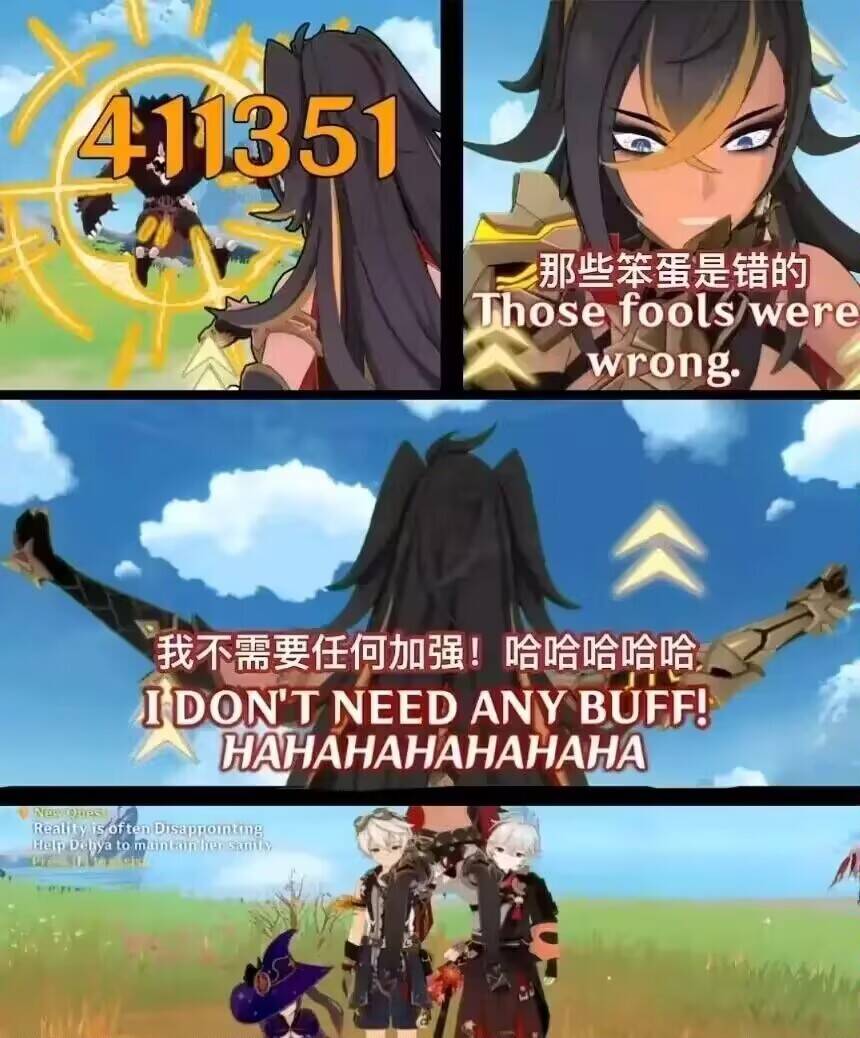 411351
那些笨蛋是错的
Those fools were
wrong.
我不需要任何加强！哈哈哈哈哈
I DON'T NEED ANY BUFF!
HAHAHAHAHAHAHA
New Quest
Reality is often Disappointing
Help Dehya to maintain her sanity